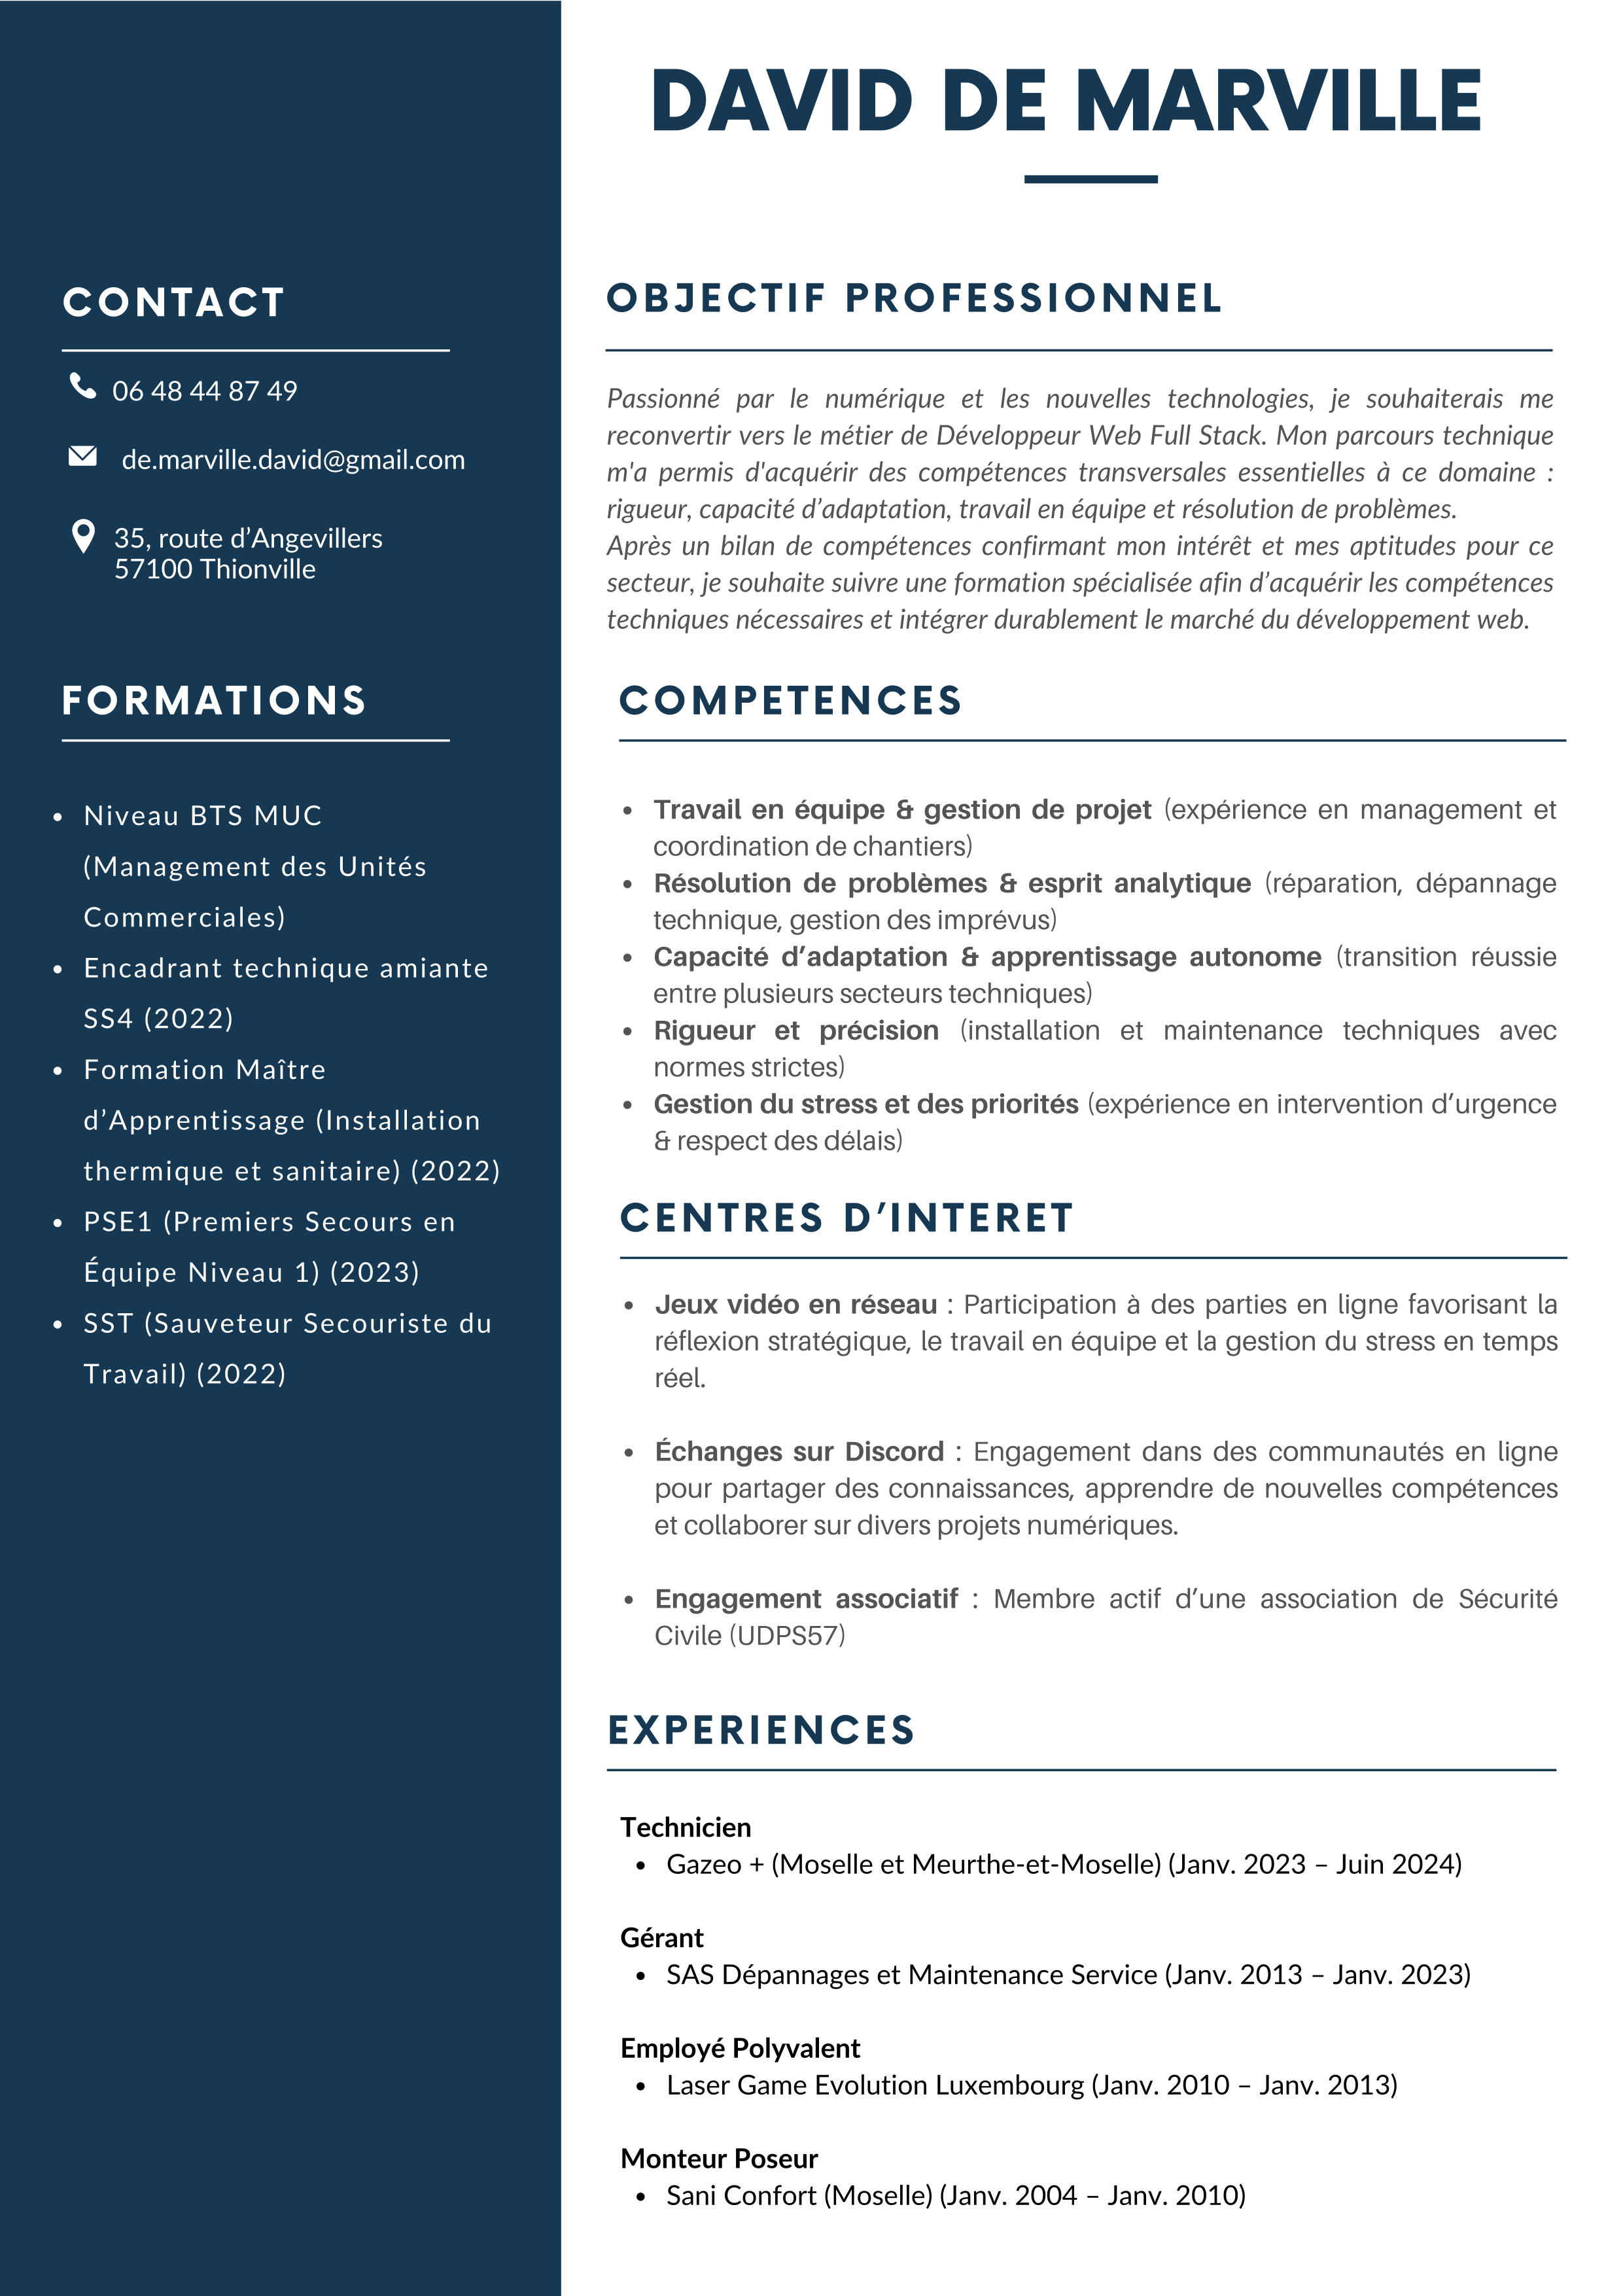 DAVID DE MARVILLE
CONTACT
06 48 44 87 49
de.marville.david@gmail.com
35, route d’Angevillers
57100 Thionville
FORMATIONS
• Niveau BTS MUC
(Management des Unités
Commerciales)
• Encadrant technique amiante
SS4 (2022)
• Formation Maître
d’Apprentissage (Installation
thermique et sanitaire) (2022)
• PSE1 (Premiers Secours en
Équipe Niveau 1) (2023)
• SST (Sauveteur Secouriste du
Travail) (2022)
OBJECTIF PROFESSIONNEL
Passionné par le numérique et les nouvelles technologies, je souhaiterais me
reconvertir vers le métier de Développeur Web Full Stack. Mon parcours technique
m'a permis d'acquérir des compétences transversales essentielles à ce domaine :
rigueur, capacité d’adaptation, travail en équipe et résolution de problèmes.
Après un bilan de compétences confirmant mon intérêt et mes aptitudes pour ce
secteur, je souhaite suivre une formation spécialisée afin d’acquérir les compétences
techniques nécessaires et intégrer durablement le marché du développement web.
COMPETENCES
• Travail en équipe & gestion de projet (expérience en management et
coordination de chantiers)
• Résolution de problèmes & esprit analytique (réparation, dépannage
technique, gestion des imprévus)
• Capacité d’adaptation & apprentissage autonome (transition réussie
entre plusieurs secteurs techniques)
• Rigueur et précision (installation et maintenance techniques avec
normes strictes)
• Gestion du stress et des priorités (expérience en intervention d’urgence
& respect des délais)
CENTRES D’INTERET
• Jeux vidéo en réseau : Participation à des parties en ligne favorisant la
réflexion stratégique, le travail en équipe et la gestion du stress en temps
réel.
• Échanges sur Discord : Engagement dans des communautés en ligne
pour partager des connaissances, apprendre de nouvelles compétences
et collaborer sur divers projets numériques.
• Engagement associatif : Membre actif d’une association de Sécurité
Civile (UDPS57)
EXPERIENCES
Technicien
• Gazeo + (Moselle et Meurthe-et-Moselle) (Janv. 2023 – Juin 2024)
Gérant
• SAS Dépannages et Maintenance Service (Janv. 2013 – Janv. 2023)
Employé Polyvalent
• Laser Game Evolution Luxembourg (Janv. 2010 – Janv. 2013)
Monteur Poseur
• Sani Confort (Moselle) (Janv. 2004 – Janv. 2010)